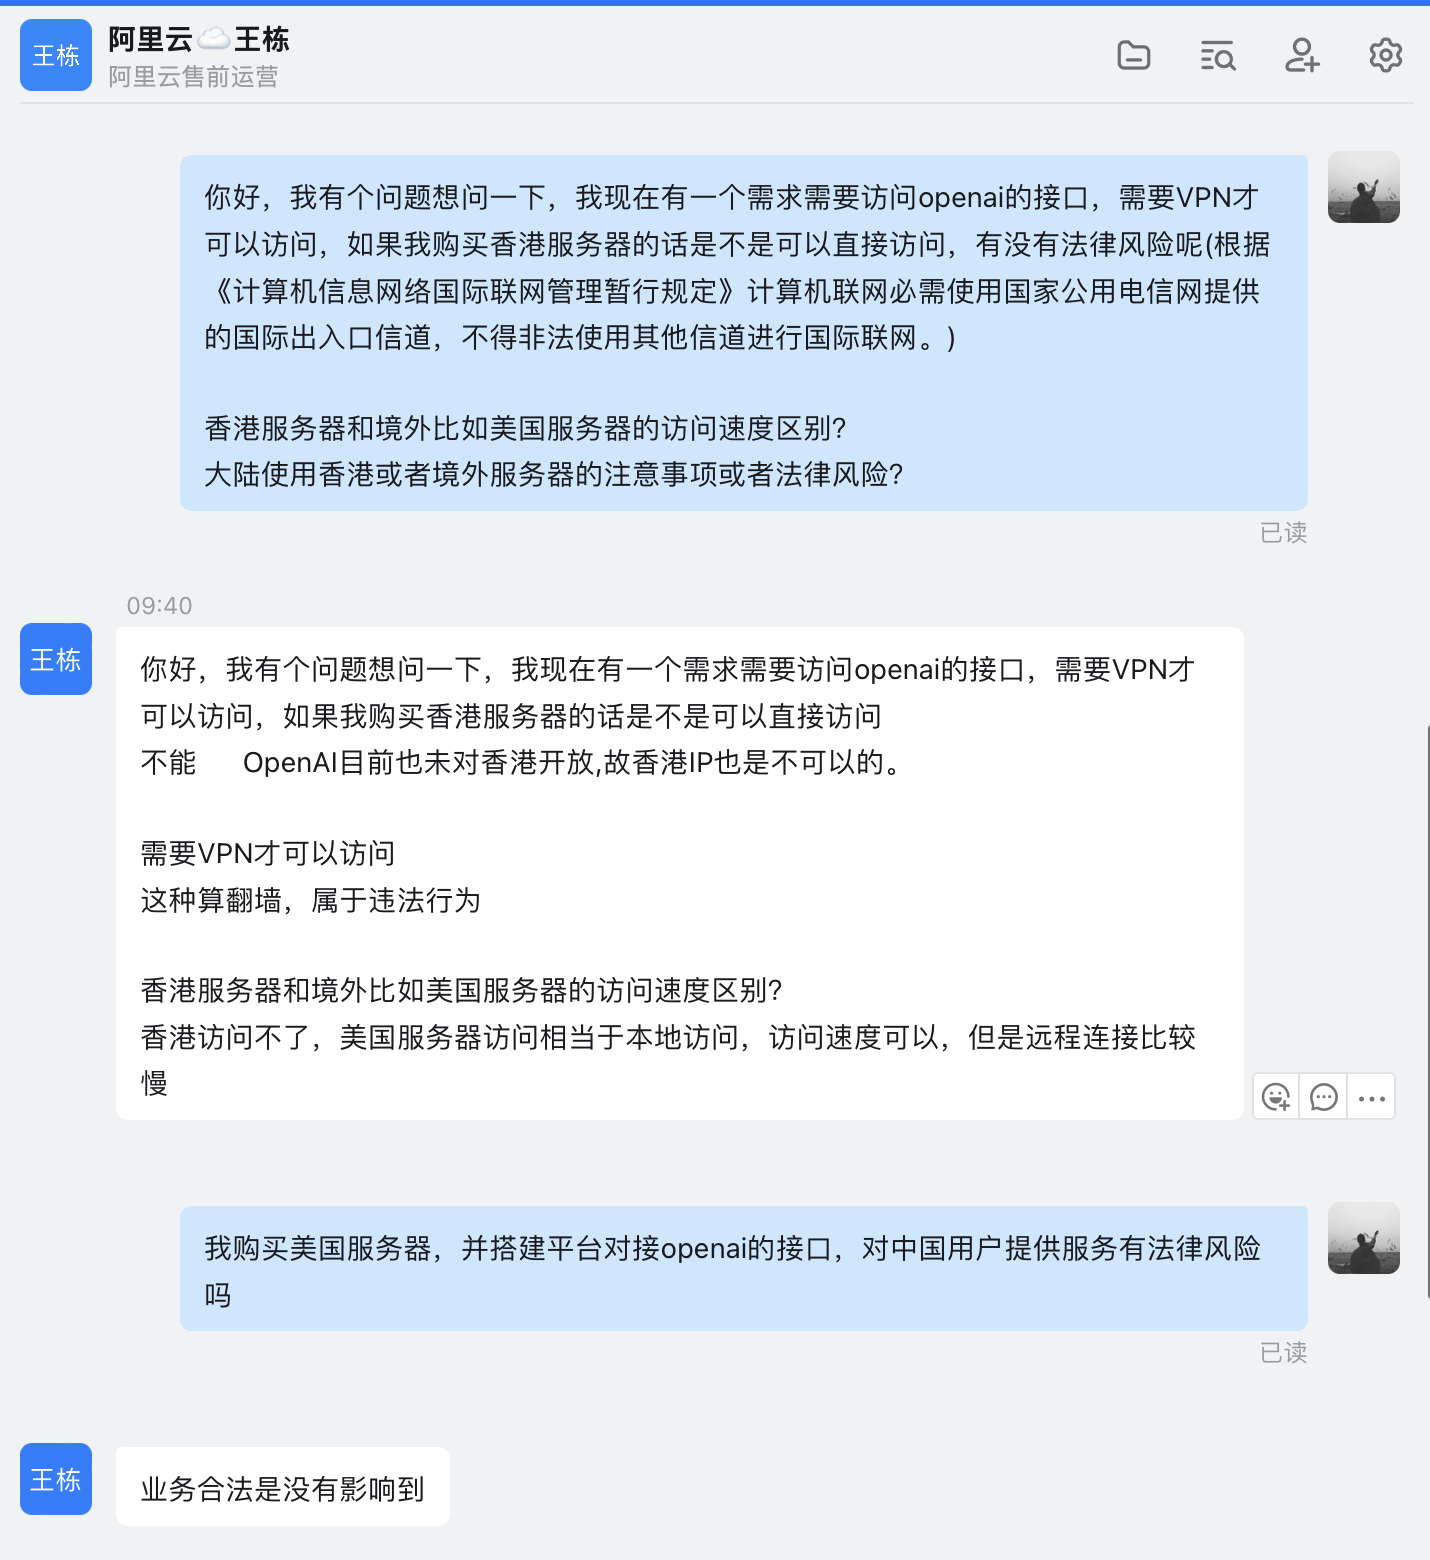 王栋
阿里云☁️王栋
阿里云售前运营
你好，我有个问题想问一下，我现在有一个需求需要访问openai的接口，需要VPN才
可以访问，如果我购买香港服务器的话是不是可以直接访问，有没有法律风险呢(根据
《计算机信息网络国际联网管理暂行规定》计算机联网必需使用国家公用电信网提供
的国际出入口信道，不得非法使用其他信道进行国际联网。)
香港服务器和境外比如美国服务器的访问速度区别?
大陆使用香港或者境外服务器的注意事项或者法律风险?
已读
09:40
王栋
你好，我有个问题想问一下，我现在有一个需求需要访问openai的接口，需要VPN才
可以访问，如果我购买香港服务器的话是不是可以直接访问
不能 OpenAI目前也未对香港开放,故香港IP也是不可以的。
需要VPN才可以访问
这种算翻墙，属于违法行为
香港服务器和境外比如美国服务器的访问速度区别?
香港访问不了，美国服务器访问相当于本地访问，访问速度可以，但是远程连接比较
慢
我购买美国服务器，并搭建平台对接openai的接口，对中国用户提供服务有法律风险
吗
已读
王栋
业务合法是没有影响到